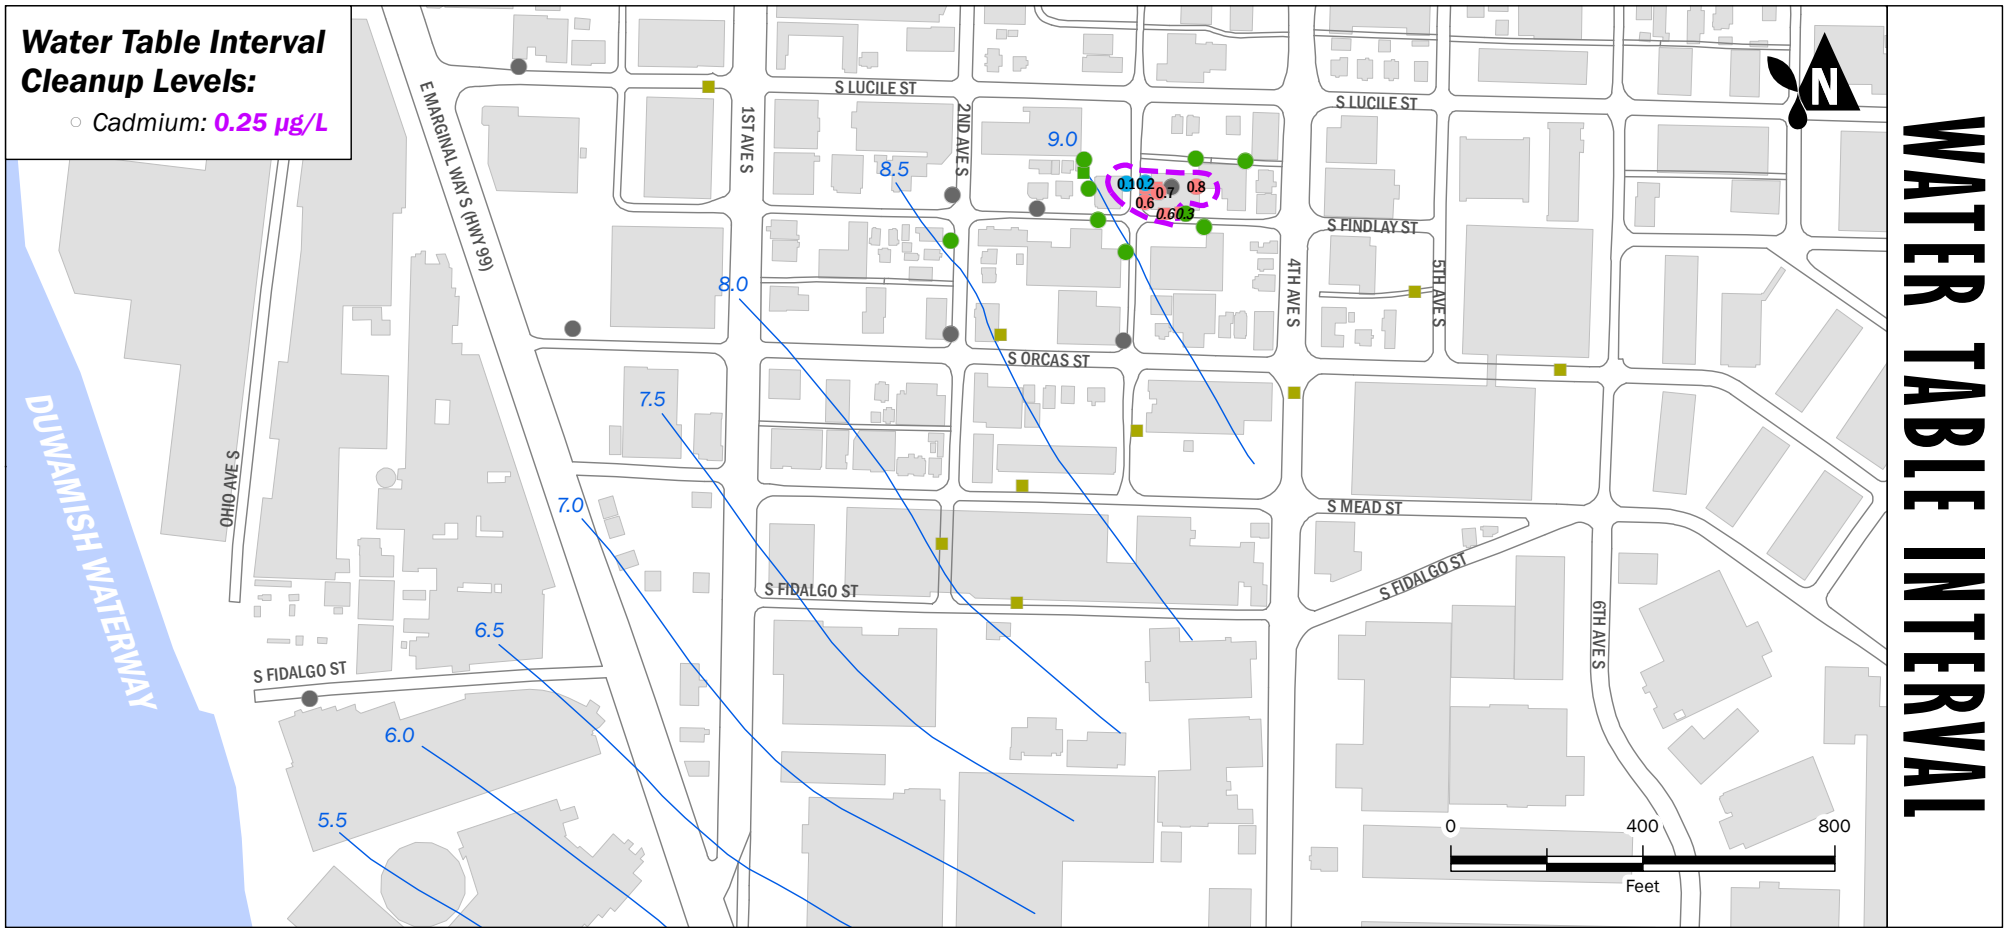 Water Table Interval
Cleanup Levels:
Cadmium: 0.25 µg/L
N
WATER TABLE INTERVAL
S LUCILE ST
S LUCILE ST
E MARGINAL WAY S (HWY 99)
1ST AVE S
2ND AVE S
9.0
8.5
0.1
0.2
0.7
0.8
0.6
0.6
0.3
S FINDLAY ST
4TH AVE S
5TH AVE S
8.0
S ORCAS ST
7.5
DUWAMISH WATERWAY
OHIO AVE S
7.0
S MEAD ST
S FIDALGO ST
S FIDALGO ST
6TH AVE S
6.5
S FIDALGO ST
6.0
5.5
0 400 800
Feet